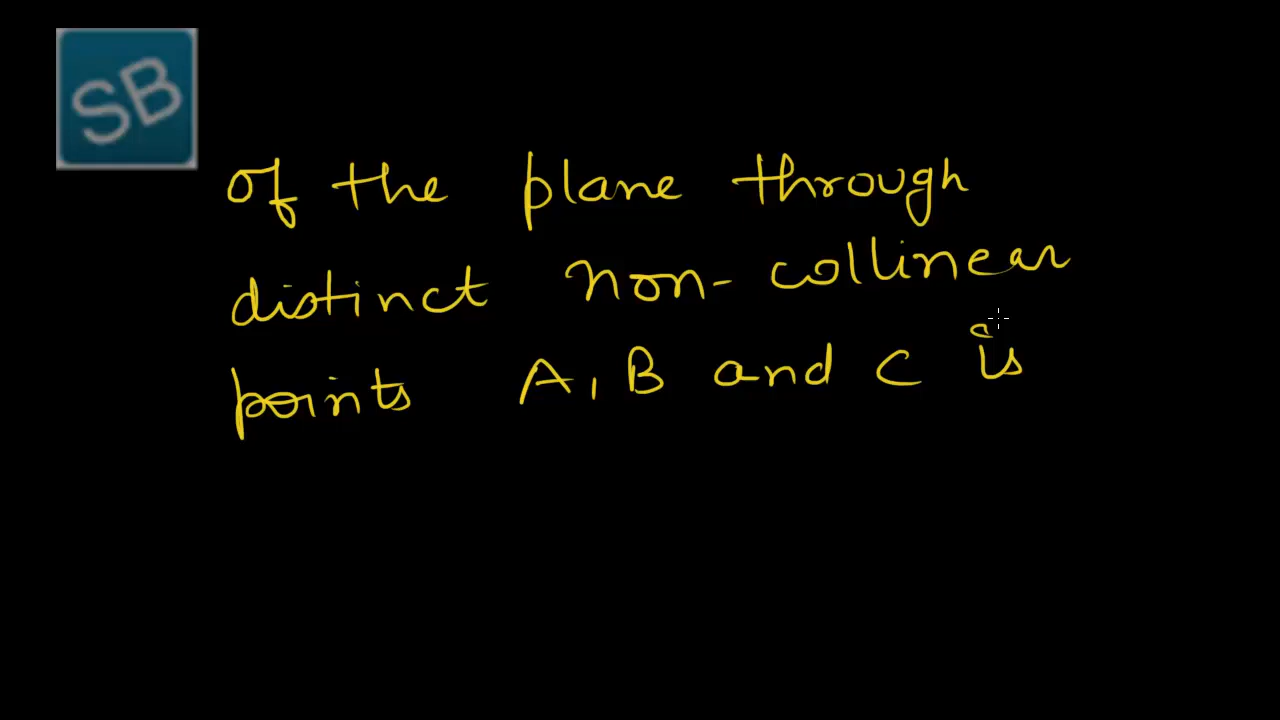 SB
of the plane through
distinct non-collinear
points A, B and C is